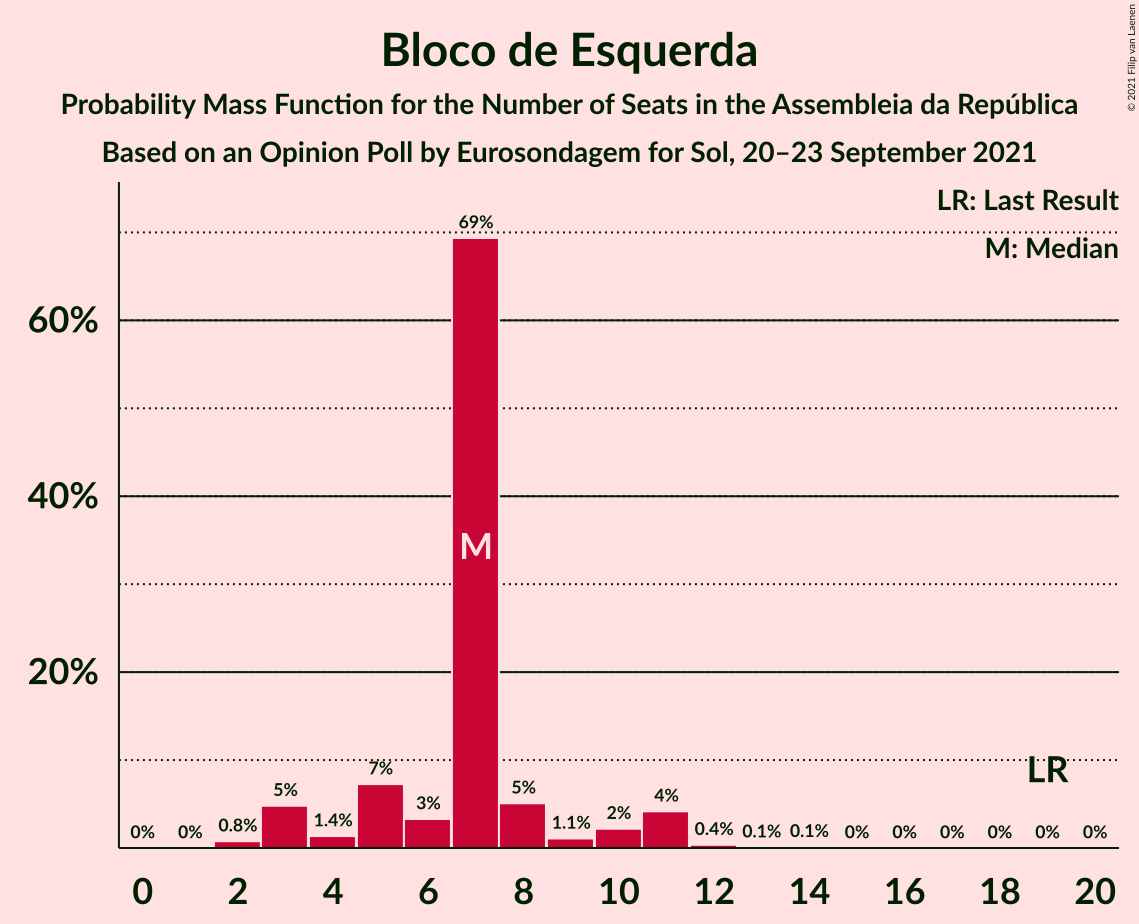 Bloco de Esquerda
Probability Mass Function for the Number of Seats in the Assembleia da República
Based on an Opinion Poll by Eurosondagem for Sol, 20–23 September 2021
© 2021 Filip van Laenen
LR: Last Result
M: Median
60%
40%
20%
0%
0%
0.8%
5%
1.4%
7%
3%
69%
5%
1.1%
2%
4%
0.4%
0.1%
0.1%
0%
0%
0%
0%
0%
0%
M
LR
0 2 4 6 8 10 12 14 16 18 20